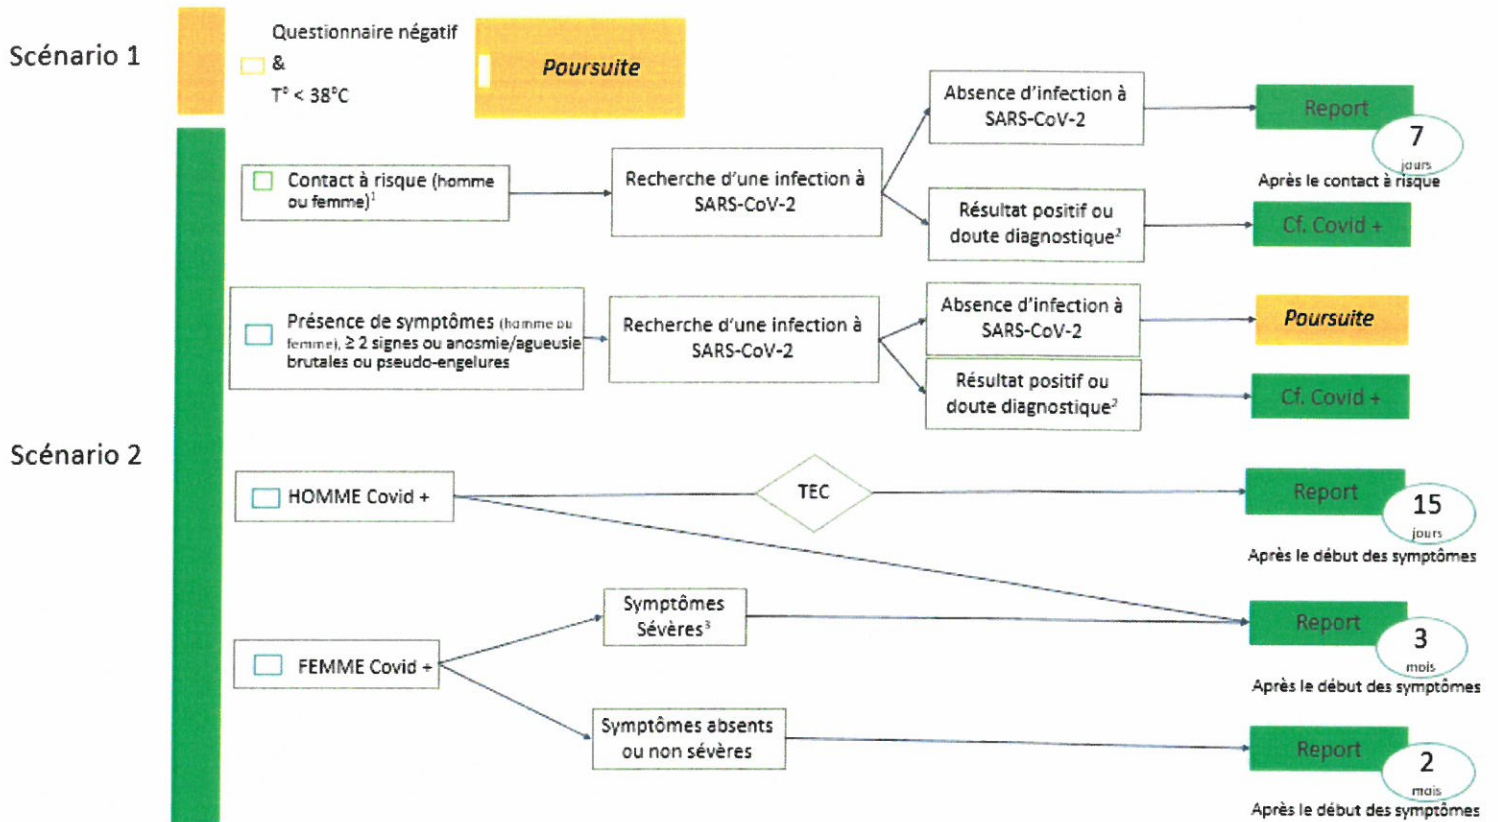 Scénario 1
Questionnaire négatif
&
T° < 38°C
Poursuite
Contact à risque (homme
ou femme)¹
Recherche d'une infection à
SARS-CoV-2
Absence d'infection à
SARS-CoV-2
Report
7
jours
Après le contact à risque
Résultat positif ou
doute diagnostique²
Cf. Covid +
Présence de symptômes (homme ou
femme), ≥ 2 signes ou anosmie/agueusie
brutales ou pseudo-engelures
Recherche d'une infection à
SARS-CoV-2
Absence d'infection à
SARS-CoV-2
Poursuite
Résultat positif ou
doute diagnostique²
Cf. Covid +
Scénario 2
HOMME Covid +
TEC
Report
15
jours
Après le début des symptômes
FEMME Covid +
Symptômes
Sévères³
Report
3
mois
Après le début des symptômes
Symptômes absents
ou non sévères
Report
2
mois
Après le début des symptômes